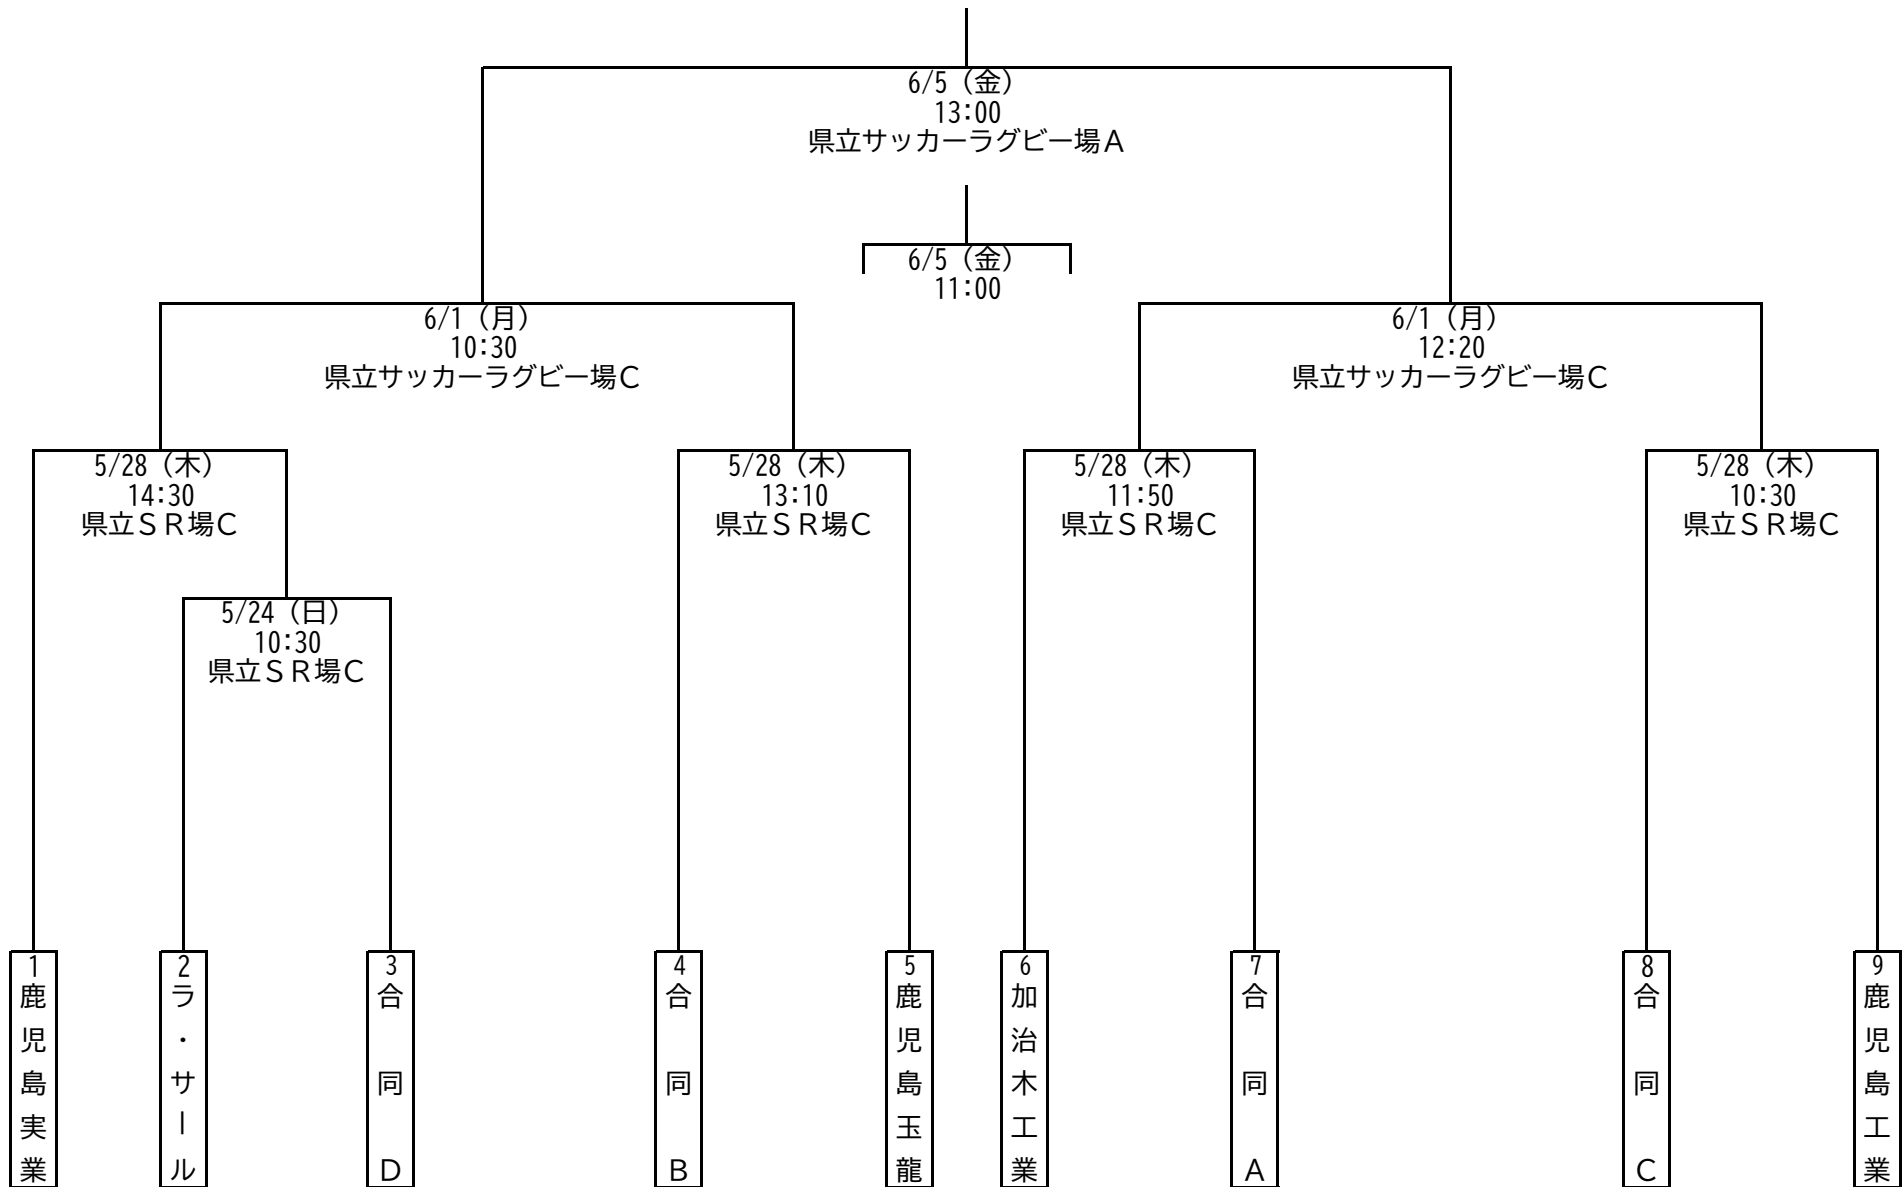 6/5（金）
13:00
県立サッカーラグビー場Ａ
6/5（金）
11:00
6/1（月）
10:30
県立サッカーラグビー場Ｃ
6/1（月）
12:20
県立サッカーラグビー場Ｃ
5/28（木）
14:30
県立ＳＲ場Ｃ
5/28（木）
13:10
県立ＳＲ場Ｃ
5/28（木）
11:50
県立ＳＲ場Ｃ
5/28（木）
10:30
県立ＳＲ場Ｃ
5/24（日）
10:30
県立ＳＲ場Ｃ
1
鹿児島実業
2
ラ・サール
3
合同Ｄ
4
合同Ｂ
5
鹿児島玉龍
6
加治木工業
7
合同Ａ
8
合同Ｃ
9
鹿児島工業